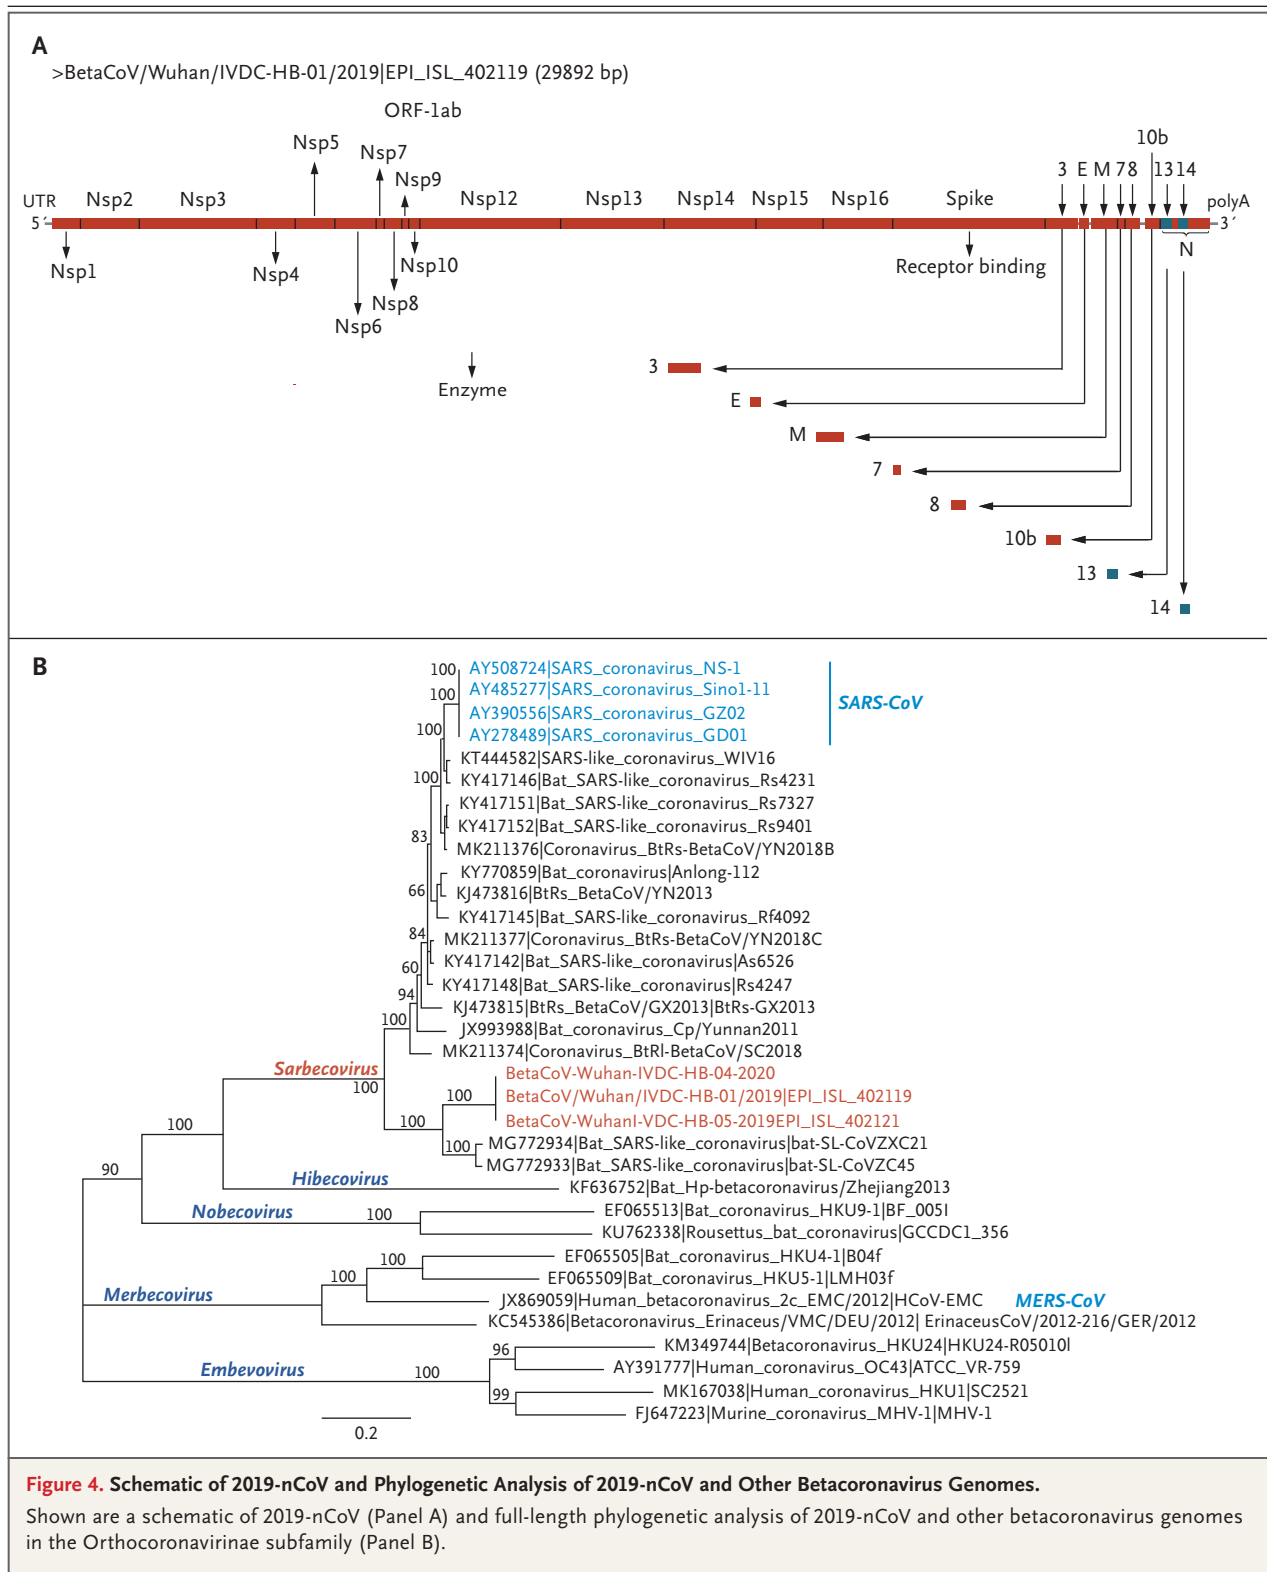 A
>BetaCoV/Wuhan/IVDC-HB-01/2019|EPI_ISL_402119 (29892 bp)
ORF-1ab
10b
Nsp5
Nsp7
Nsp9
3 E M 7 8 13 14
UTR Nsp2 Nsp3 Nsp12 Nsp13 Nsp14 Nsp15 Nsp16 Spike polyA
5´ 3´
Nsp1 Nsp4 Nsp10 Receptor binding N
Nsp8
Nsp6
3
Enzyme
E
M
7
8
10b
13
14
B
100 AY508724|SARS_coronavirus_NS-1
100 AY485277|SARS_coronavirus_Sino1-11
SARS-CoV
AY390556|SARS_coronavirus_GZ02
100 AY278489|SARS_coronavirus_GD01
KT444582|SARS-like_coronavirus_WIV16
100 KY417146|Bat_SARS-like_coronavirus_Rs4231
KY417151|Bat_SARS-like_coronavirus_Rs7327
KY417152|Bat_SARS-like_coronavirus_Rs9401
83
MK211376|Coronavirus_BtRs-BetaCoV/YN2018B
KY770859|Bat_coronavirus|Anlong-112
66 KJ473816|BtRs_BetaCoV/YN2013
KY417145|Bat_SARS-like_coronavirus_Rf4092
84 MK211377|Coronavirus_BtRs-BetaCoV/YN2018C
KY417142|Bat_SARS-like_coronavirus|As6526
60
KY417148|Bat_SARS-like_coronavirus|Rs4247
94
KJ473815|BtRs_BetaCoV/GX2013|BtRs-GX2013
100
JX993988|Bat_coronavirus_Cp/Yunnan2011
MK211374|Coronavirus_BtRl-BetaCoV/SC2018
Sarbecovirus
100
BetaCoV-Wuhan-IVDC-HB-04-2020
100 BetaCoV/Wuhan/IVDC-HB-01/2019|EPI_ISL_402119
100 BetaCoV-WuhanI-VDC-HB-05-2019EPI_ISL_402121
100 MG772934|Bat_SARS-like_coronavirus|bat-SL-CoVZXC21
MG772933|Bat_SARS-like_coronavirus|bat-SL-CoVZC45
100
90
Hibecovirus KF636752|Bat_Hp-betacoronavirus/Zhejiang2013
Nobecovirus 100 EF065513|Bat_coronavirus_HKU9-1|BF_005I
KU762338|Rousettus_bat_coronavirus|GCCDC1_356
100 EF065505|Bat_coronavirus_HKU4-1|B04f
100 EF065509|Bat_coronavirus_HKU5-1|LMH03f
Merbecovirus JX869059|Human_betacoronavirus_2c_EMC/2012|HCoV-EMC MERS-CoV
KC545386|Betacoronavirus_Erinaceus/VMC/DEU/2012| ErinaceusCoV/2012-216/GER/2012
96 KM349744|Betacoronavirus_HKU24|HKU24-R05010I
Embevovirus 100 AY391777|Human_coronavirus_OC43|ATCC_VR-759
99 MK167038|Human_coronavirus_HKU1|SC2521
FJ647223|Murine_coronavirus_MHV-1|MHV-1
0.2
Figure 4. Schematic of 2019-nCoV and Phylogenetic Analysis of 2019-nCoV and Other Betacoronavirus Genomes.
Shown are a schematic of 2019-nCoV (Panel A) and full-length phylogenetic analysis of 2019-nCoV and other betacoronavirus genomes
in the Orthocoronavirinae subfamily (Panel B).